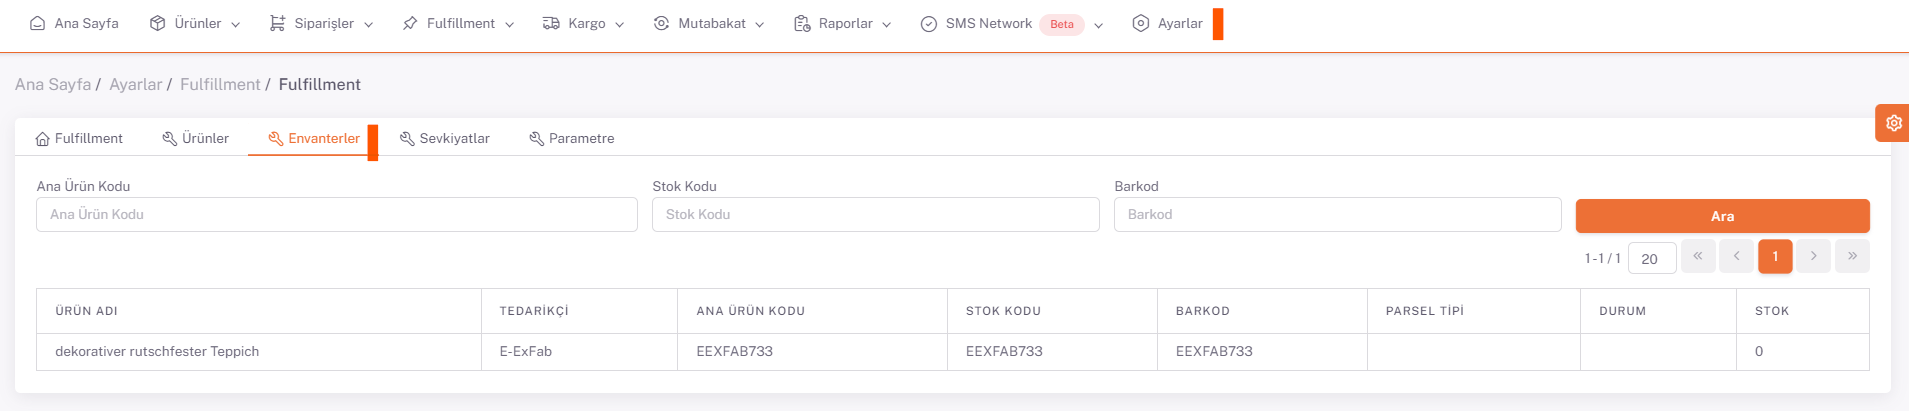 Ana Sayfa Ürünler Siparişler Fulfillment Kargo Mutabakat Raporlar SMS Network Beta Ayarlar
Ana Sayfa / Ayarlar / Fulfillment / Fulfillment
Fulfillment Ürünler Envanterler Sevkiyatlar Parametre
Ana Ürün Kodu Stok Kodu Barkod
Ana Ürün Kodu Stok Kodu Barkod Ara
1-1 / 1 20 « ‹ 1 › »
ÜRÜN ADI TEDARİKÇİ ANA ÜRÜN KODU STOK KODU BARKOD PARSEL TİPİ DURUM STOK
dekorativer rutschfester Teppich E-ExFab EEXFAB733 EEXFAB733 EEXFAB733 0